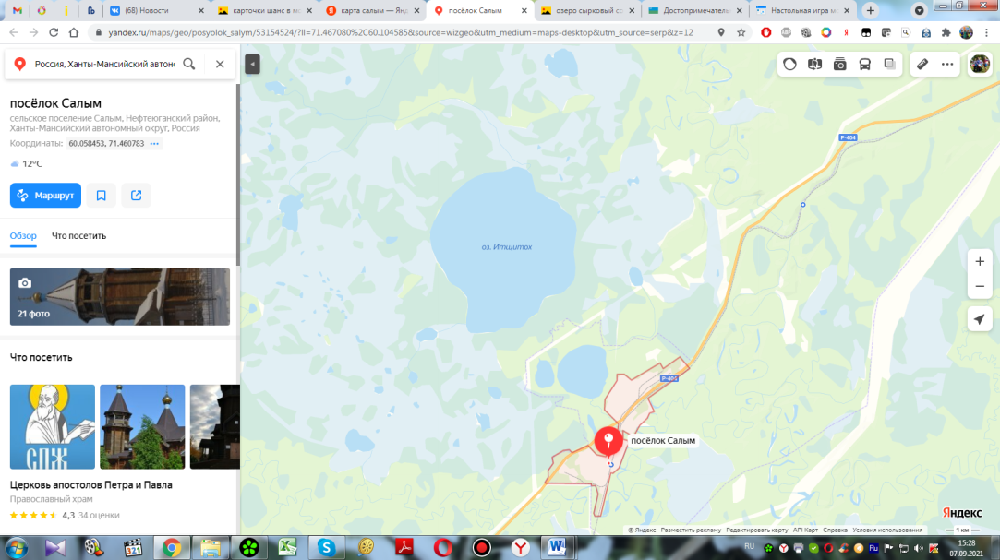 (68) Новости
карточки шанс в мо
карта салым — Янд
посёлок Салым
озеро сырковый со
Достопримечатель
Настольная игра мо
yandex.ru/maps/geo/posyolok_salym/53154524/?ll=71.467080%2C60.104585&source=wizgeo&utm_medium=maps-desktop&utm_source=serp&z=12
Россия, Ханты-Мансийский автон
посёлок Салым
сельское поселение Салым, Нефтеюганский район,
Ханты-Мансийский автономный округ, Россия
Координаты: 60.058453, 71.460783
12°C
Маршрут
Обзор Что посетить
21 фото
Что посетить
СПЖ
Церковь апостолов Петра и Павла
Православный храм
4,3 34 оценки
Р-404
оз. Итщитох
Р-404
посёлок Салым
Яндекс
© Яндекс Разместить рекламу Редактировать карту API Карт Справка Условия использования 1 км
321
RU
Ru
15:28
07.09.2021